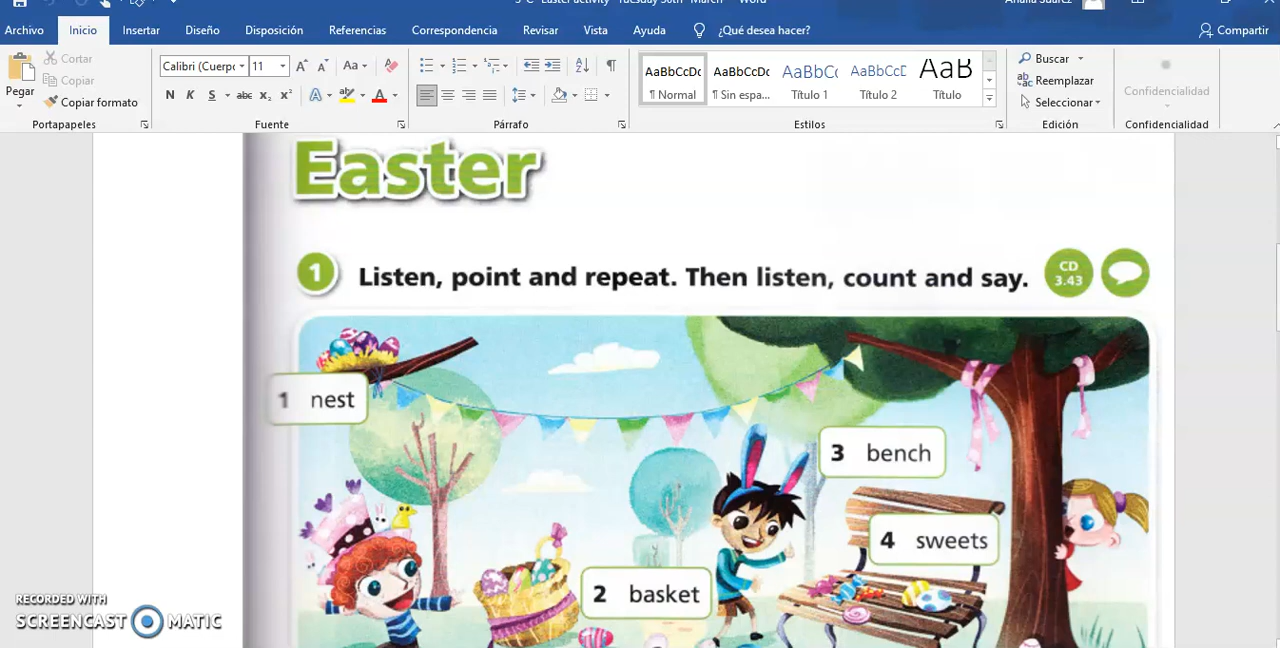 Archivo Inicio Insertar Diseño Disposición Referencias Correspondencia Revisar Vista Ayuda ¿Qué desea hacer? Compartir
Cortar
Copiar
Pegar
Copiar formato
Portapapeles
Calibri (Cuerpo 11
Aa
N K S abc x₂ x²
Fuente
Párrafo
AaBbCcDc AaBbCcDc AaBbCc AaBbCcD AaB
¶ Normal ¶ Sin espa... Título 1 Título 2 Título
Estilos
Buscar
Reemplazar
Seleccionar
Edición
Confidencialidad
Confidencialidad
Easter
1 Listen, point and repeat. Then listen, count and say. CD 3.43
1 nest
3 bench
4 sweets
2 basket
RECORDED WITH
SCREENCAST MATIC